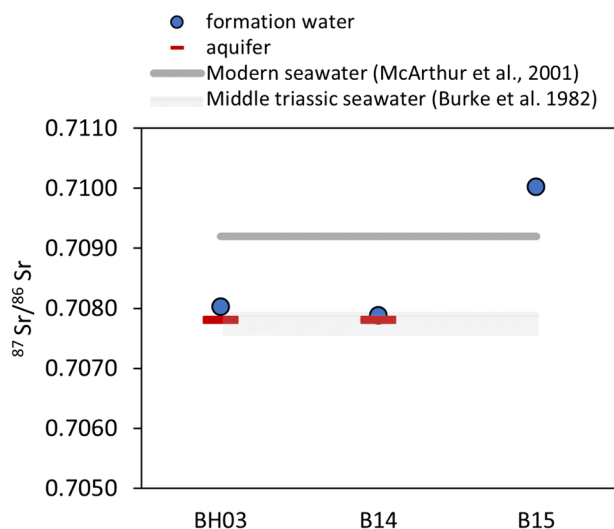 formation water
aquifer
Modern seawater (McArthur et al., 2001)
Middle triassic seawater (Burke et al. 1982)
0.7110
0.7100
0.7090
0.7080
0.7070
0.7060
0.7050
⁸⁷Sr/⁸⁶Sr
BH03 B14 B15